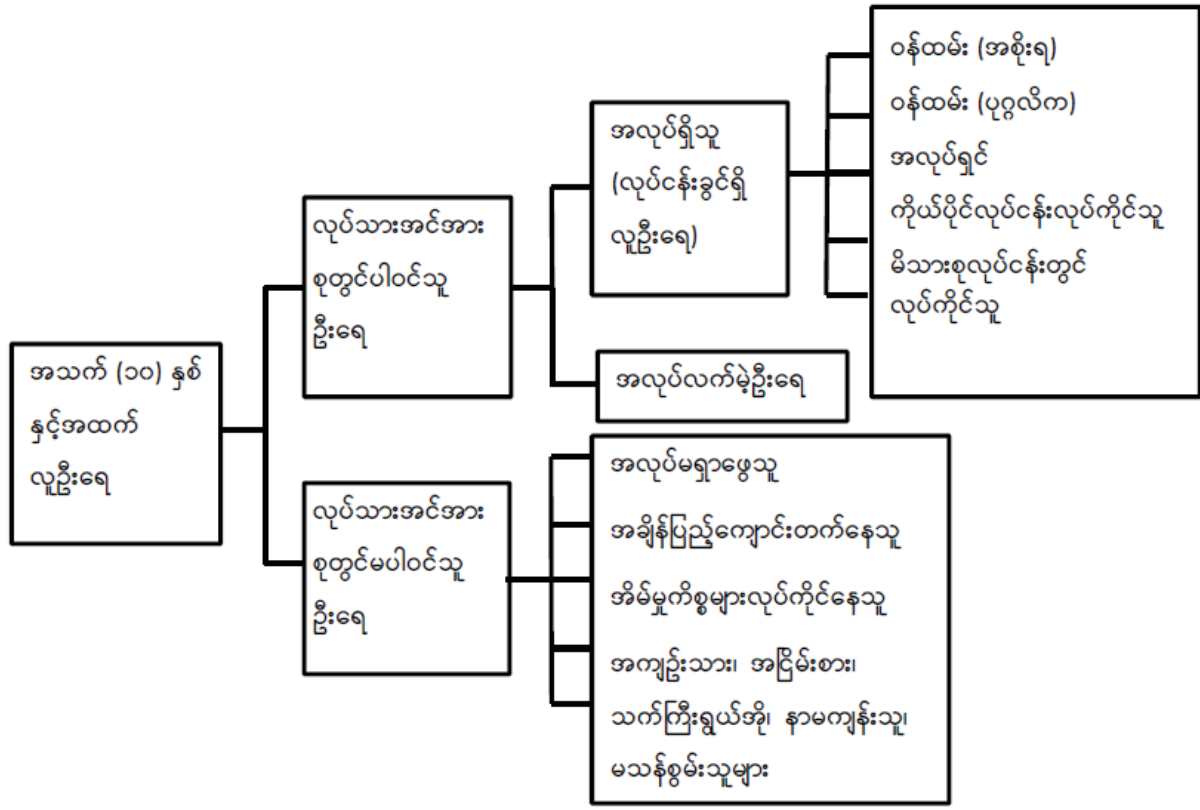 အသက် (၁၀) နှစ်
နှင့်အထက်
လူဦးရေ
လုပ်သားအင်အား
စုတွင်ပါဝင်သူ
ဦးရေ
အလုပ်ရှိသူ
(လုပ်ငန်းခွင်ရှိ
လူဦးရေ)
ဝန်ထမ်း (အစိုးရ)
ဝန်ထမ်း (ပုဂ္ဂလိက)
အလုပ်ရှင်
ကိုယ်ပိုင်လုပ်ငန်းလုပ်ကိုင်သူ
မိသားစုလုပ်ငန်းတွင်
လုပ်ကိုင်သူ
အလုပ်လက်မဲ့ဦးရေ
လုပ်သားအင်အား
စုတွင်မပါဝင်သူ
ဦးရေ
အလုပ်မရှာဖွေသူ
အချိန်ပြည့်ကျောင်းတက်နေသူ
အိမ်မှုကိစ္စများလုပ်ကိုင်နေသူ
အကျဥ်းသား၊ အငြိမ်းစား၊
သက်ကြီးရွယ်အို၊ နာမကျန်းသူ၊
မသန်စွမ်းသူများ